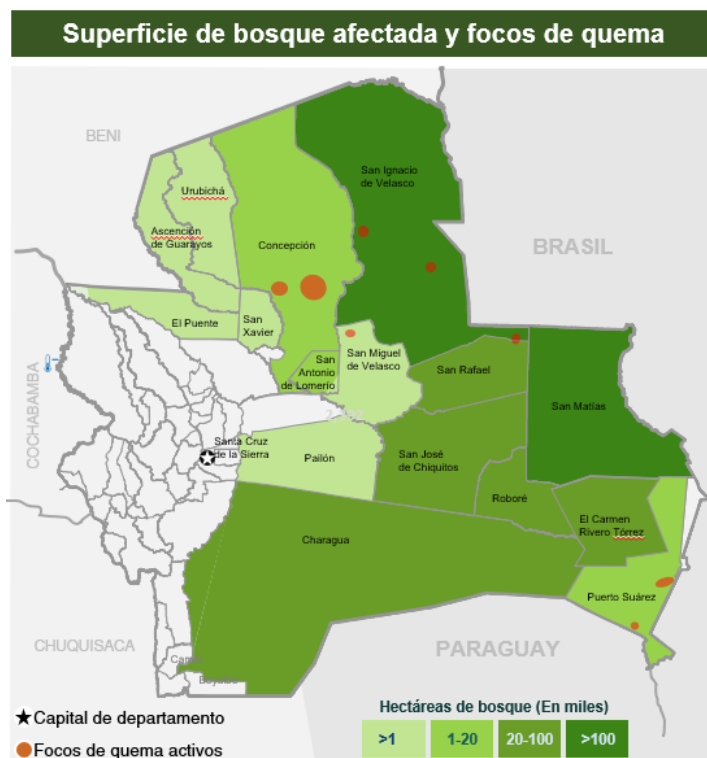 Superficie de bosque afectada y focos de quema
BENI
San Ignacio
de Velasco
Urubichá
Ascención
de Guarayos
Concepción
BRASIL
El Puente
San
Xavier
San
Antonio
de Lomerío
San Miguel
de Velasco
San Rafael
COCHABAMBA
San Matías
Santa Cruz
de la Sierra
Pailón
San José
de Chiquitos
Roboré
El Carmen
Rivero Tórrez
Charagua
Puerto Suárez
CHUQUISACA
PARAGUAY
Capital de departamento
Focos de quema activos
Hectáreas de bosque (En miles)
>1
1-20
20-100
>100